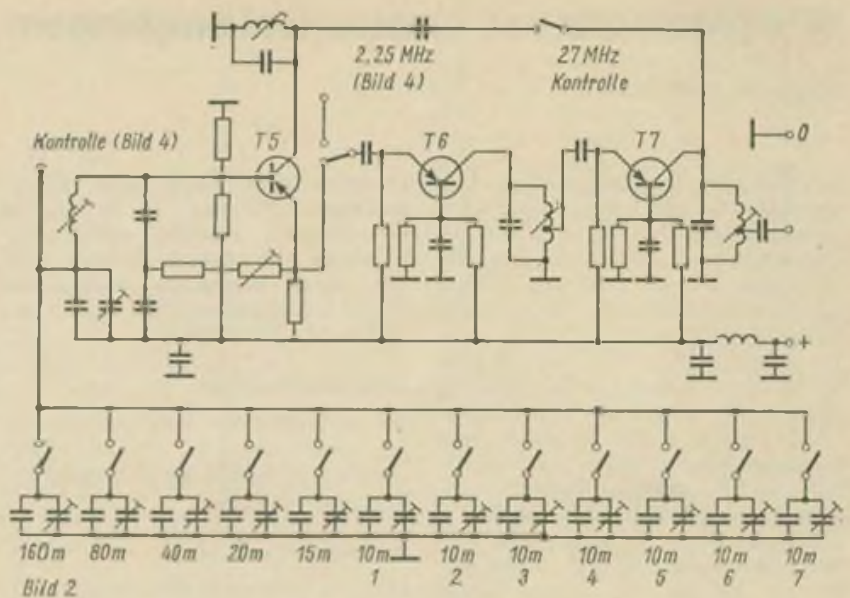 2,25 MHz
(Bild 4)
27 MHz
Kontrolle
Kontrolle (Bild 4)
T5
T6
T7
0
+
160m 80m 40m 20m 15m 10m 10m 10m 10m 10m 10m 10m
1 2 3 4 5 6 7
Bild 2